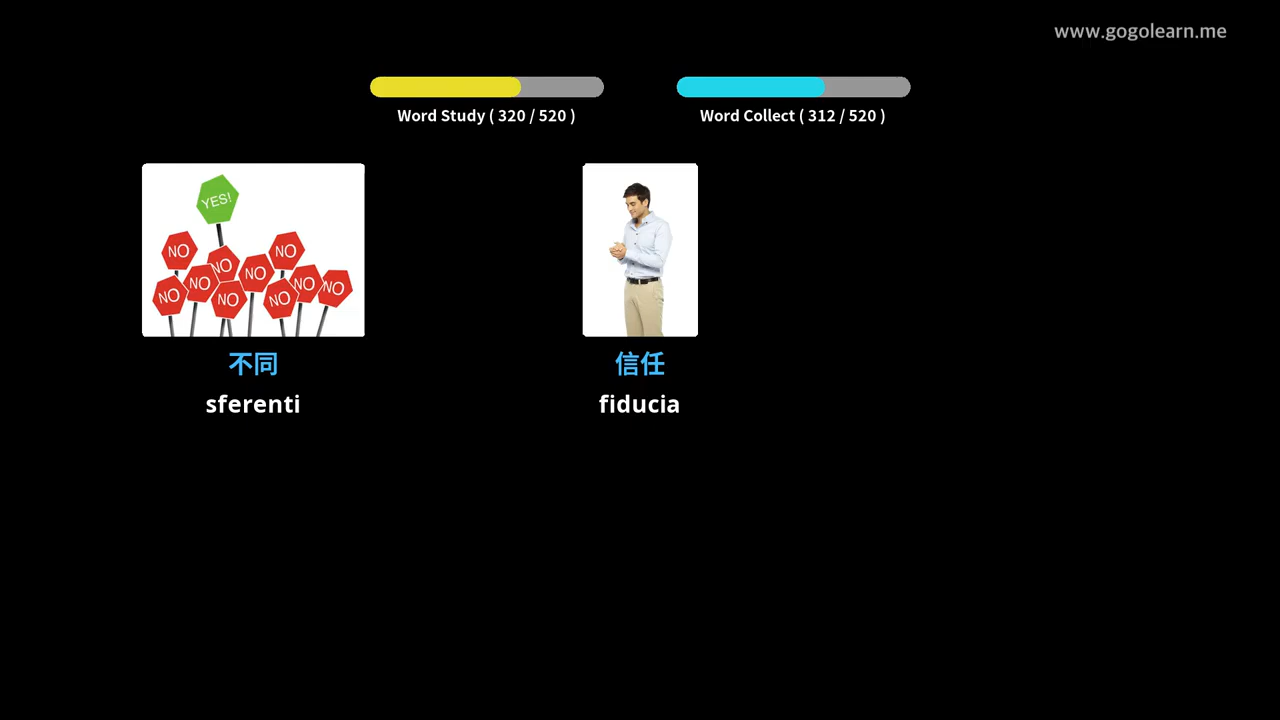 www.gogolearn.me
Word Study ( 320 / 520 )
Word Collect ( 312 / 520 )
YES!
NO
NO
NO
NO
NO
NO
NO
NO
NO
NO
不同
信任
sferenti
fiducia